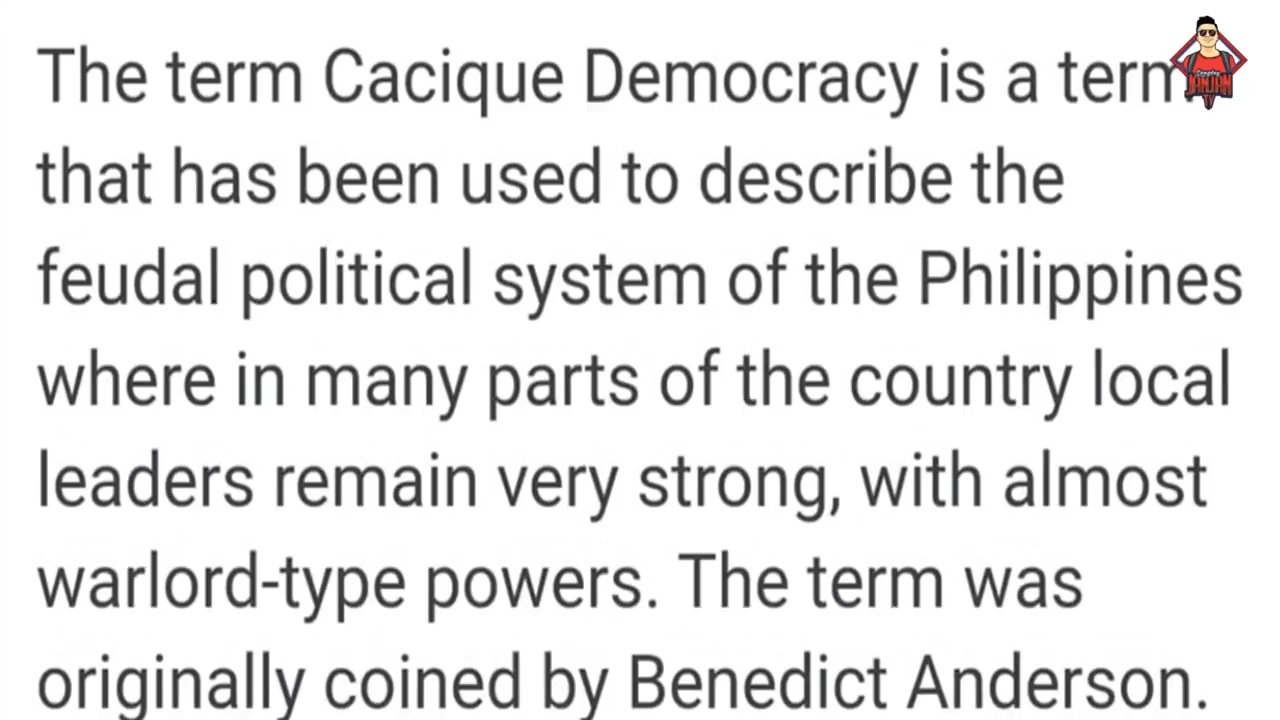 The term Cacique Democracy is a term
that has been used to describe the
feudal political system of the Philippines
where in many parts of the country local
leaders remain very strong, with almost
warlord-type powers. The term was
originally coined by Benedict Anderson.
JANJAN
TV